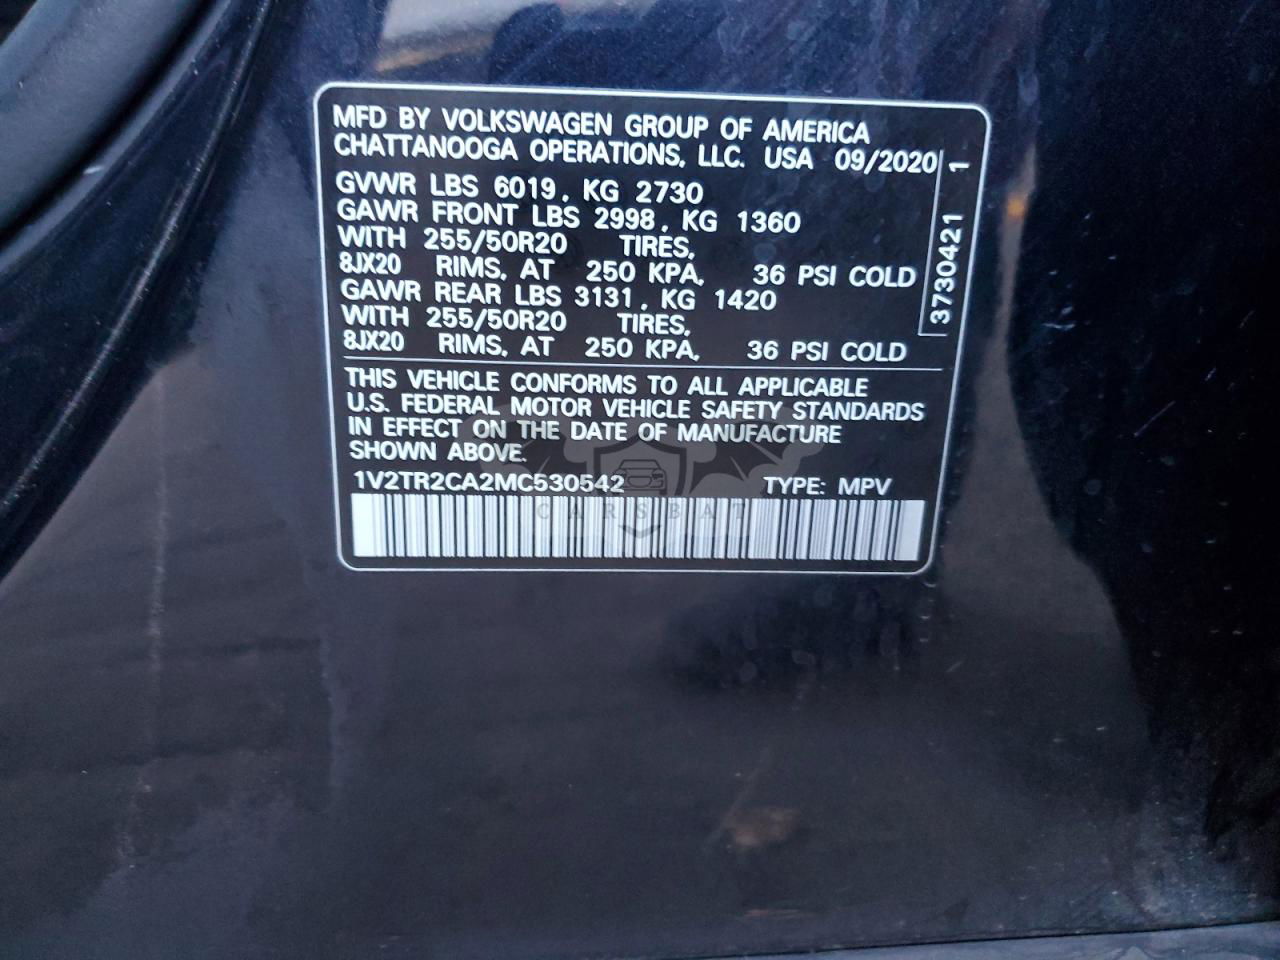 MFD BY VOLKSWAGEN GROUP OF AMERICA
CHATTANOOGA OPERATIONS, LLC. USA 09/2020
GVWR LBS 6019, KG 2730
GAWR FRONT LBS 2998, KG 1360
WITH 255/50R20 TIRES,
8JX20 RIMS, AT 250 KPA, 36 PSI COLD
GAWR REAR LBS 3131, KG 1420
WITH 255/50R20 TIRES,
8JX20 RIMS, AT 250 KPA, 36 PSI COLD
3730421 1
THIS VEHICLE CONFORMS TO ALL APPLICABLE
U.S. FEDERAL MOTOR VEHICLE SAFETY STANDARDS
IN EFFECT ON THE DATE OF MANUFACTURE
SHOWN ABOVE.
1V2TR2CA2MC530542 TYPE: MPV
CARSBAT